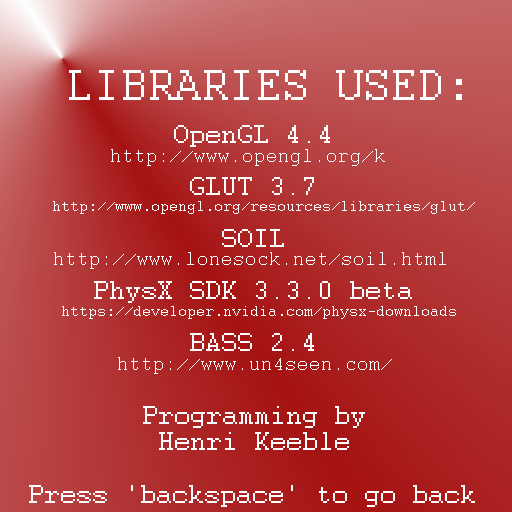 LIBRARIES USED:
OpenGL 4.4
http://www.opengl.org/k
GLUT 3.7
http://www.opengl.org/resources/libraries/glut/
SOIL
http://www.lonesock.net/soil.html
PhysX SDK 3.3.0 beta
https://developer.nvidia.com/physx-downloads
BASS 2.4
http://www.un4seen.com/
Programming by
Henri Keeble
Press 'backspace' to go back